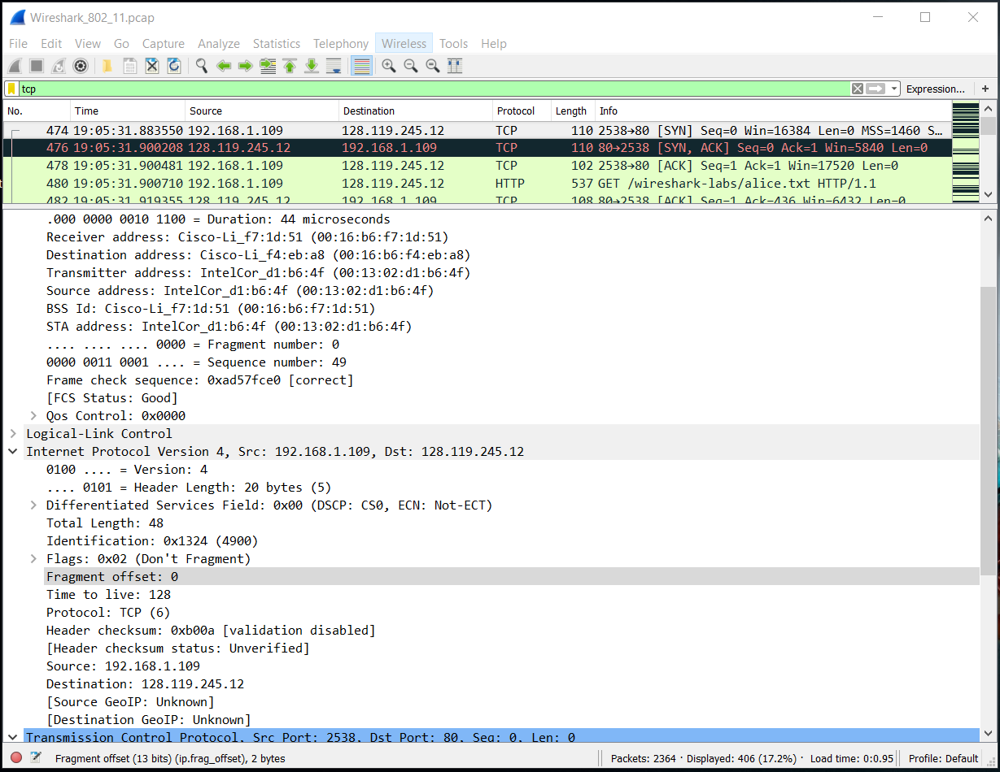 Wireshark_802_11.pcap
File Edit View Go Capture Analyze Statistics Telephony Wireless Tools Help
tcp Expression... +
No. Time Source Destination Protocol Length Info
474 19:05:31.883550 192.168.1.109 128.119.245.12 TCP 110 2538→80 [SYN] Seq=0 Win=16384 Len=0 MSS=1460 S...
476 19:05:31.900208 128.119.245.12 192.168.1.109 TCP 110 80→2538 [SYN, ACK] Seq=0 Ack=1 Win=5840 Len=0
478 19:05:31.900481 192.168.1.109 128.119.245.12 TCP 102 2538→80 [ACK] Seq=1 Ack=1 Win=17520 Len=0
480 19:05:31.900710 192.168.1.109 128.119.245.12 HTTP 537 GET /wireshark-labs/alice.txt HTTP/1.1
482 19:05:31.919355 128.119.245.12 192.168.1.109 TCP 108 80→2538 [ACK] Seq=1 Ack=436 Win=6432 Len=0
.000 0000 0010 1100 = Duration: 44 microseconds
Receiver address: Cisco-Li_f7:1d:51 (00:16:b6:f7:1d:51)
Destination address: Cisco-Li_f4:eb:a8 (00:16:b6:f4:eb:a8)
Transmitter address: IntelCor_d1:b6:4f (00:13:02:d1:b6:4f)
Source address: IntelCor_d1:b6:4f (00:13:02:d1:b6:4f)
BSS Id: Cisco-Li_f7:1d:51 (00:16:b6:f7:1d:51)
STA address: IntelCor_d1:b6:4f (00:13:02:d1:b6:4f)
.... .... .... 0000 = Fragment number: 0
0000 0011 0001 .... = Sequence number: 49
Frame check sequence: 0xad57fce0 [correct]
[FCS Status: Good]
Qos Control: 0x0000
Logical-Link Control
Internet Protocol Version 4, Src: 192.168.1.109, Dst: 128.119.245.12
0100 .... = Version: 4
.... 0101 = Header Length: 20 bytes (5)
Differentiated Services Field: 0x00 (DSCP: CS0, ECN: Not-ECT)
Total Length: 48
Identification: 0x1324 (4900)
Flags: 0x02 (Don't Fragment)
Fragment offset: 0
Time to live: 128
Protocol: TCP (6)
Header checksum: 0xb00a [validation disabled]
[Header checksum status: Unverified]
Source: 192.168.1.109
Destination: 128.119.245.12
[Source GeoIP: Unknown]
[Destination GeoIP: Unknown]
Transmission Control Protocol, Src Port: 2538, Dst Port: 80, Seq: 0, Len: 0
Fragment offset (13 bits) (ip.frag_offset), 2 bytes Packets: 2364 · Displayed: 406 (17.2%) · Load time: 0:0.95 Profile: Default